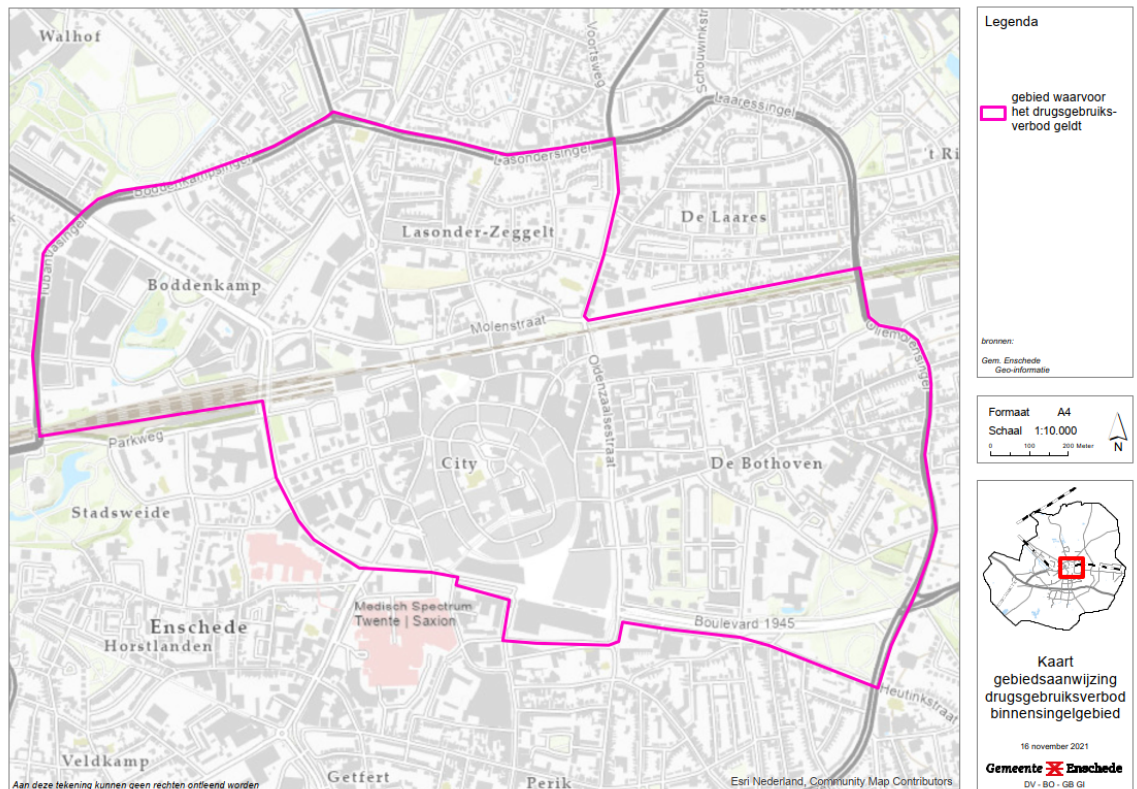 Walhof
Voortsweg
Schouwinkstr
Laaressingel
't Ri
Boddenkampsingel
Lasondersingel
De Laares
Lasonder-Zeggelt
Tubantiasingel
Boddenkamp
Molenstraat
Oliemolensingel
Oldenzaalsestraat
Parkweg
City
De Bothoven
Stadsweide
Medisch Spectrum
Twente | Saxion
Boulevard 1945
Enschede
Horstlanden
Heutinkstraat
Veldkamp
Getfert
Perik
Aan deze tekening kunnen geen rechten ontleend worden
Esri Nederland, Community Map Contributors
Legenda
gebied waarvoor
het drugsgebruiks-
verbod geldt
bronnen:
Gem. Enschede
Geo-informatie
Formaat A4
Schaal 1:10.000
0 100 200 Meter
N
Kaart
gebiedsaanwijzing
drugsgebruiksverbod
binnensingelgebied
16 november 2021
Gemeente Enschede
DV - BO - GB GI